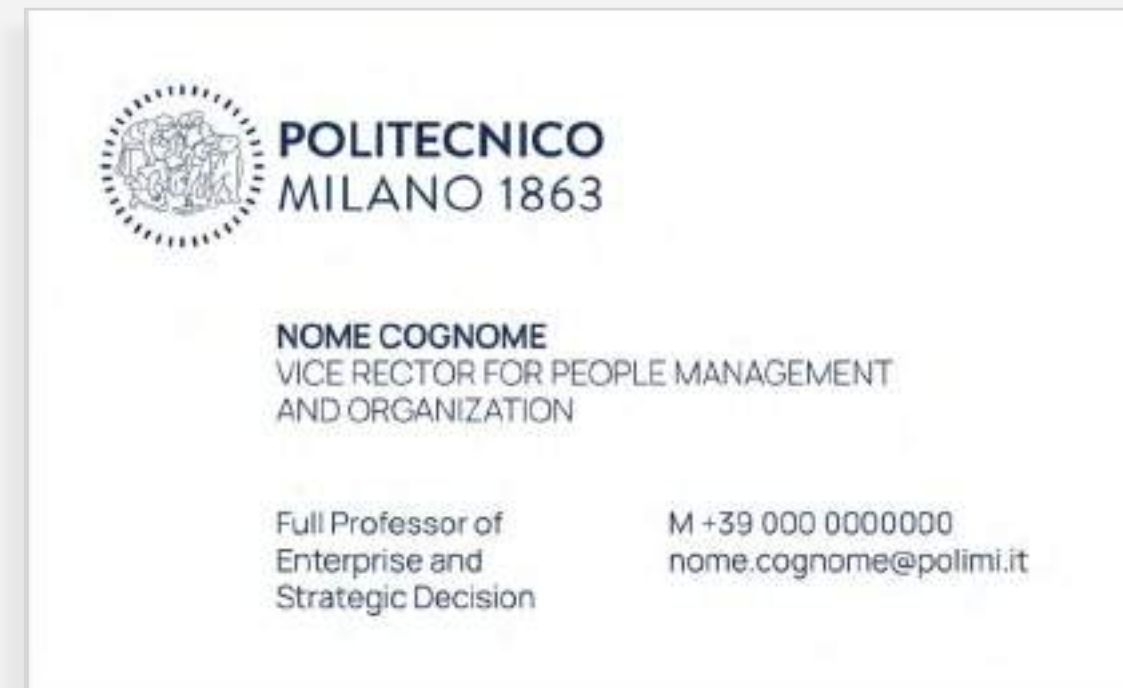 POLITECNICO
MILANO 1863
NOME COGNOME
VICE RECTOR FOR PEOPLE MANAGEMENT
AND ORGANIZATION
Full Professor of
Enterprise and
Strategic Decision
M +39 000 0000000
nome.cognome@polimi.it